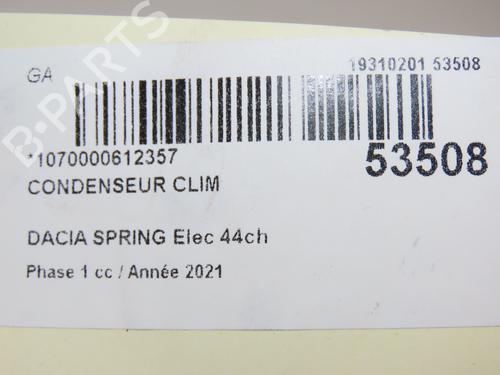 GA
19310201 53508
*1070000612357
53508
CONDENSEUR CLIM
DACIA SPRING Elec 44ch
Phase 1 cc / Année 2021
B-PARTS